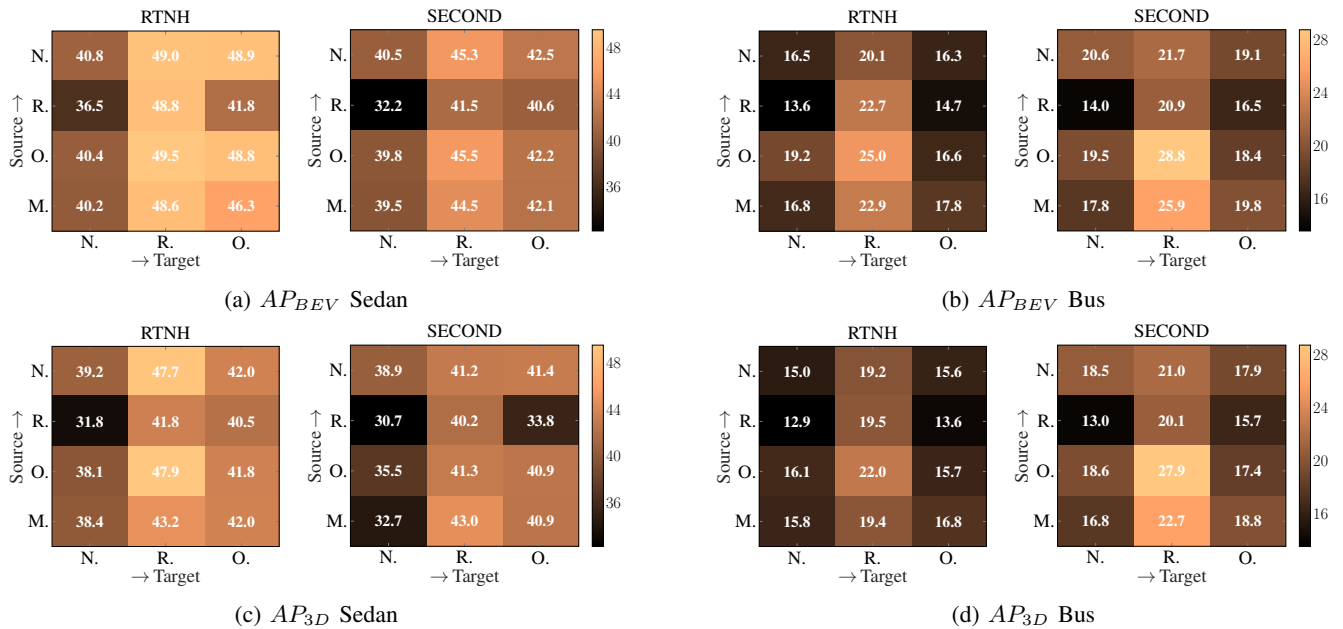 RTNH SECOND RTNH SECOND
N. 40.8 49.0 48.9 40.5 45.3 42.5 48 N. 16.5 20.1 16.3 20.6 21.7 19.1 28
R. 36.5 48.8 41.8 32.2 41.5 40.6 44 R. 13.6 22.7 14.7 14.0 20.9 16.5 24
Source → Source →
O. 40.4 49.5 48.8 39.8 45.5 42.2 40 O. 19.2 25.0 16.6 19.5 28.8 18.4 20
M. 40.2 48.6 46.3 39.5 44.5 42.1 36 M. 16.8 22.9 17.8 17.8 25.9 19.8 16
N. R. O. N. R. O. N. R. O. N. R. O.
→ Target → Target → Target → Target
(a) AP_BEV Sedan (b) AP_BEV Bus
RTNH SECOND RTNH SECOND
N. 39.2 47.7 42.0 38.9 41.2 41.4 48 N. 15.0 19.2 15.6 18.5 21.0 17.9 28
R. 31.8 41.8 40.5 30.7 40.2 33.8 44 R. 12.9 19.5 13.6 13.0 20.1 15.7 24
Source → Source →
O. 38.1 47.9 41.8 35.5 41.3 40.9 40 O. 16.1 22.0 15.7 18.6 27.9 17.4 20
M. 38.4 43.2 42.0 32.7 43.0 40.9 36 M. 15.8 19.4 16.8 16.8 22.7 18.8 16
N. R. O. N. R. O. N. R. O. N. R. O.
→ Target → Target → Target → Target
(c) AP_3D Sedan (d) AP_3D Bus